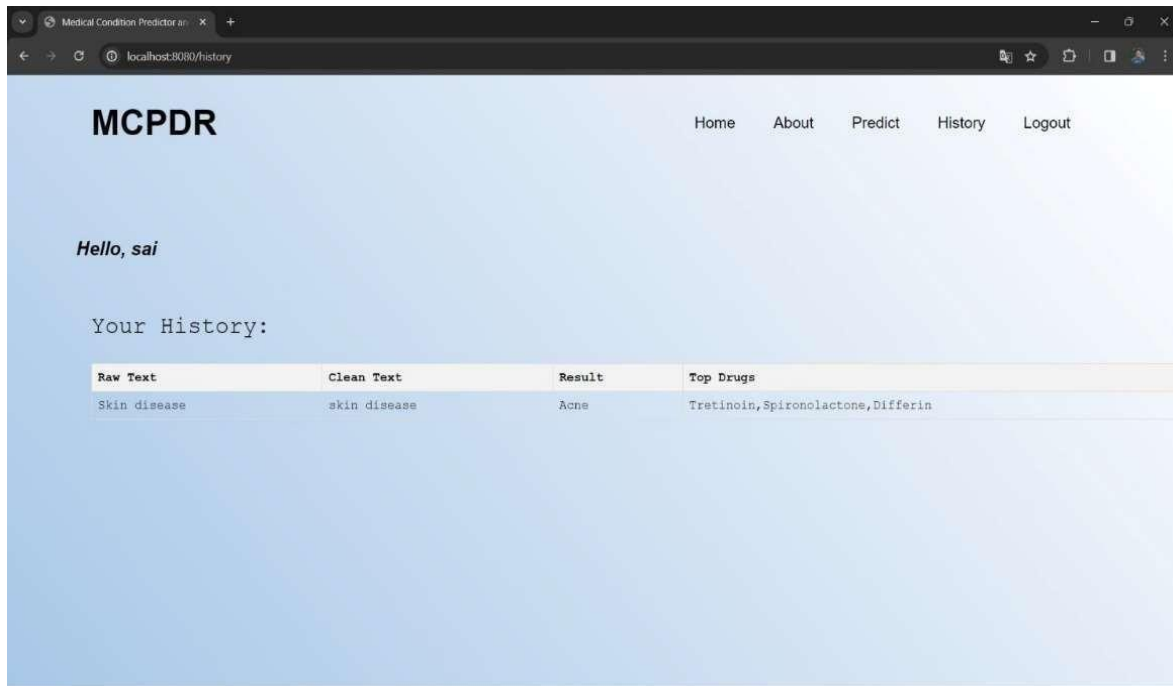 Medical Condition Predictor an
localhost:8080/history
MCPDR Home About Predict History Logout
Hello, sai
Your History:
Raw Text Clean Text Result Top Drugs
Skin disease skin disease Acne Tretinoin,Spironolactone,Differin